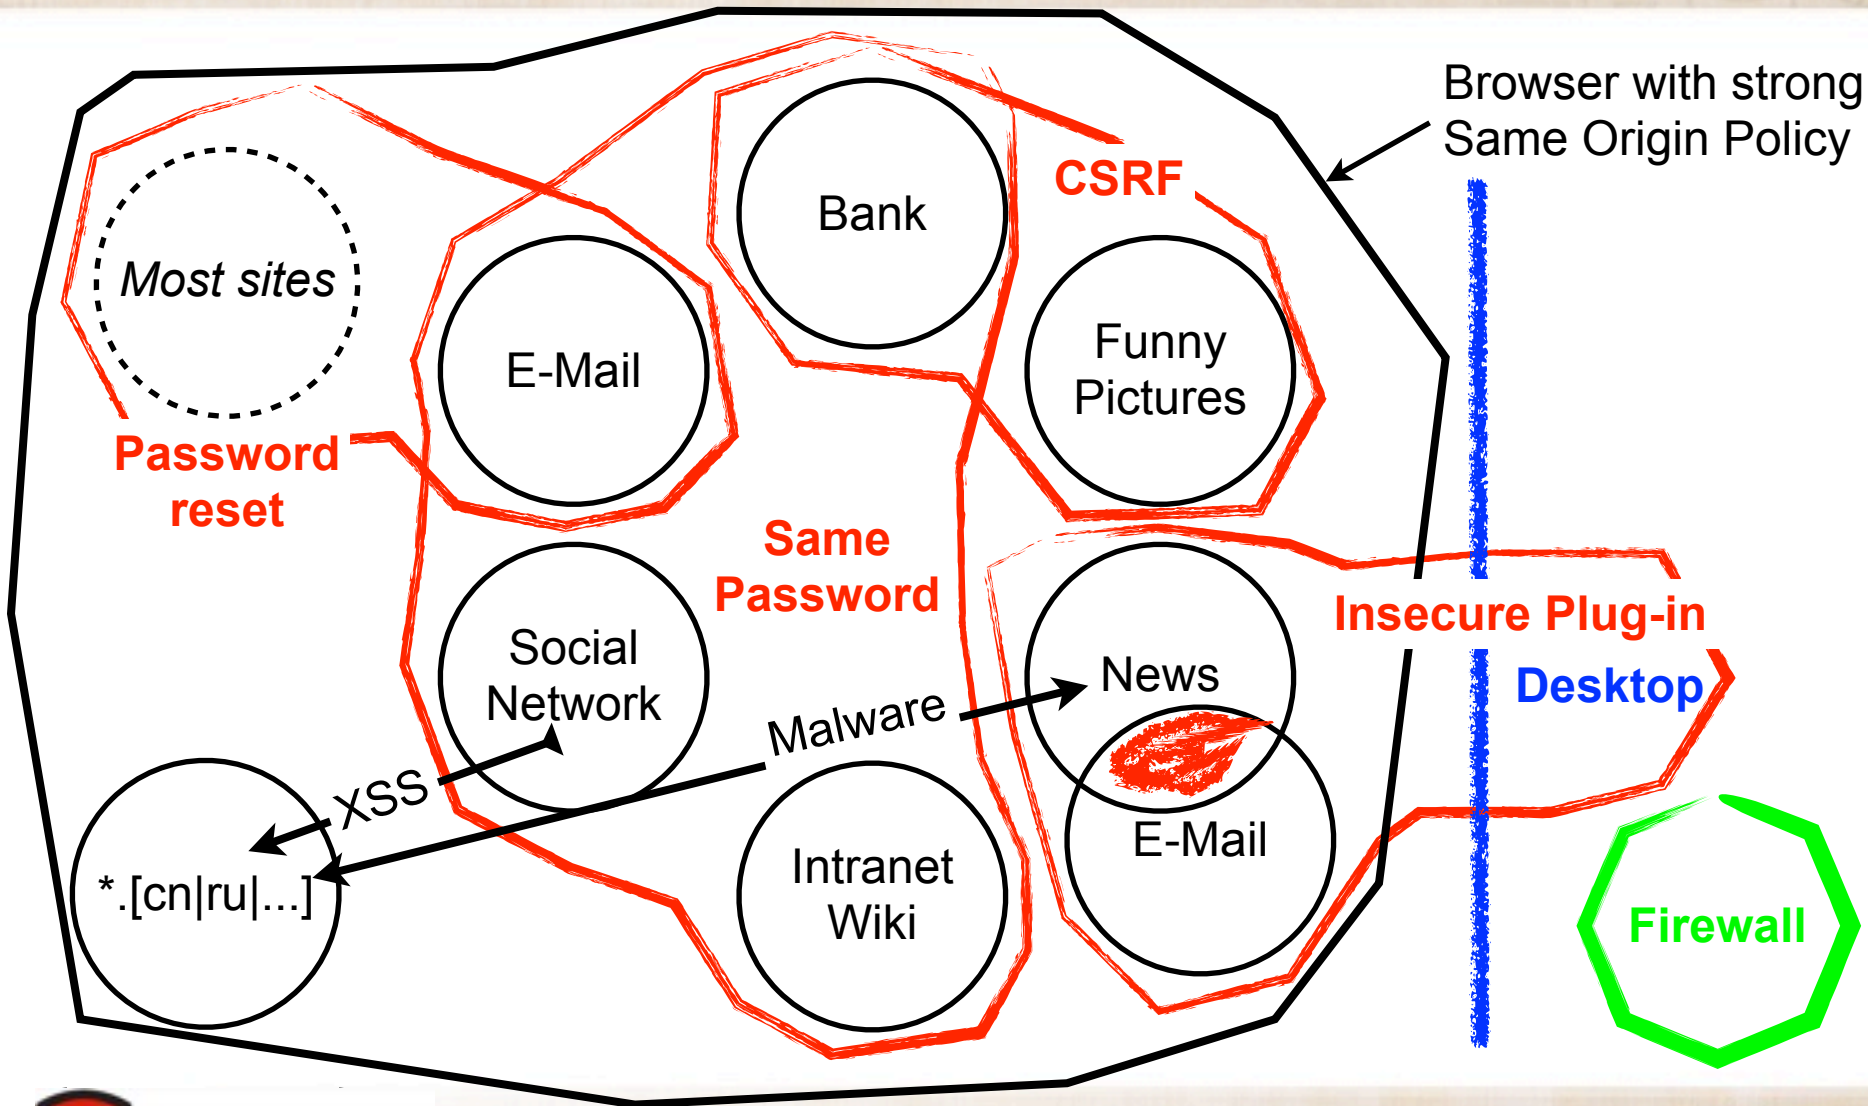 Browser with strong
Same Origin Policy
CSRF
Bank
Most sites
E-Mail
Funny
Pictures
Password
reset
Same
Password
Insecure Plug-in
Desktop
Social
Network
News
Malware
XSS
E-Mail
*.[cn|ru|...]
Intranet
Wiki
Firewall